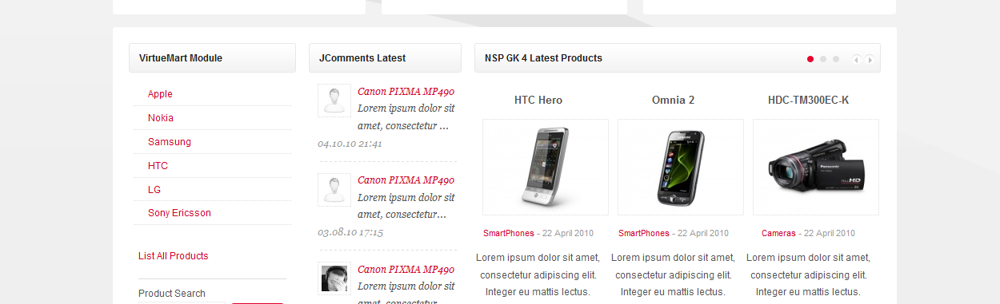 VirtueMart Module
Apple
Nokia
Samsung
HTC
LG
Sony Ericsson
List All Products
Product Search
JComments Latest
Canon PIXMA MP490
Lorem ipsum dolor sit
amet, consectetur ...
04.10.10 21:41
Canon PIXMA MP490
Lorem ipsum dolor sit
amet, consectetur...
03.08.10 17:15
Canon PIXMA MP490
Lorem ipsum dolor sit
NSP GK 4 Latest Products
HTC Hero
SmartPhones - 22 April 2010
Lorem ipsum dolor sit amet,
consectetur adipiscing elit.
Integer eu mattis lectus.
Omnia 2
SAMSUNG
SmartPhones - 22 April 2010
Lorem ipsum dolor sit amet,
consectetur adipiscing elit.
Integer eu mattis lectus.
HDC-TM300EC-K
Panasonic
FULL HD
Cameras - 22 April 2010
Lorem ipsum dolor sit amet,
consectetur adipiscing elit.
Integer eu mattis lectus.